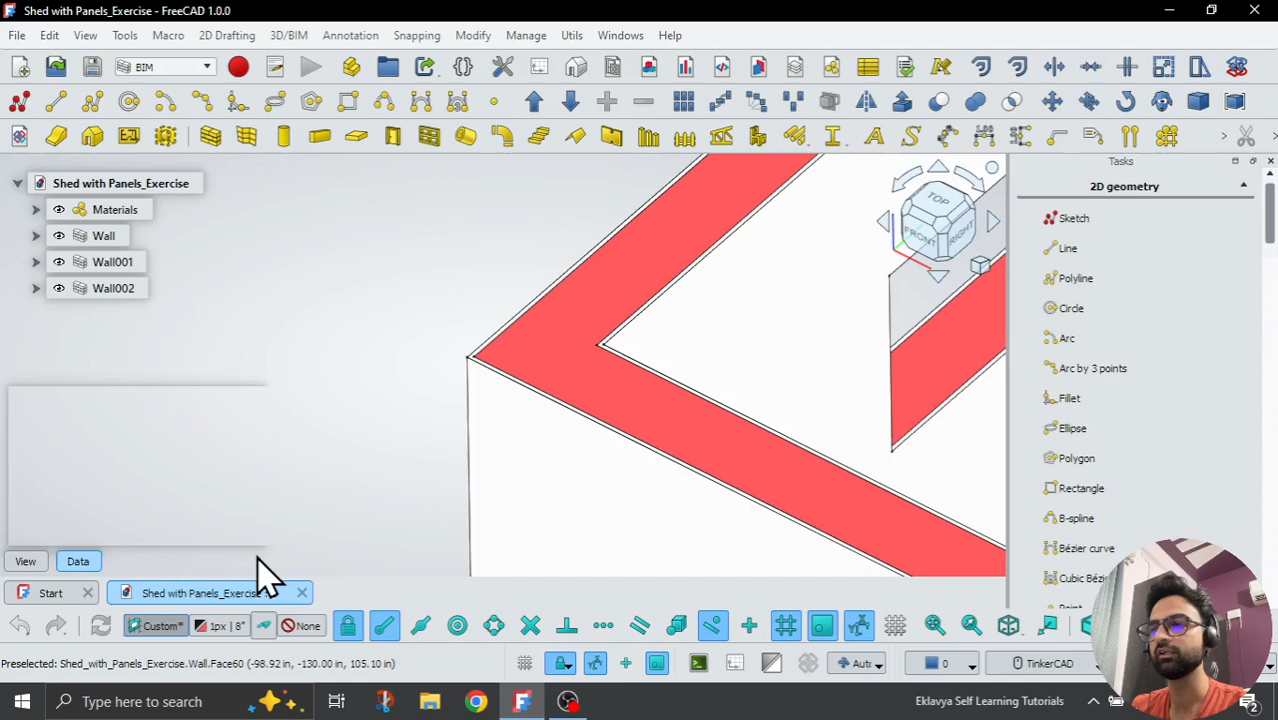 Shed with Panels_Exercise - FreeCAD 1.0.0
File Edit View Tools Macro 2D Drafting 3D/BIM Annotation Snapping Modify Manage Utils Windows Help
BIM
Shed with Panels_Exercise
Materials
Wall
Wall001
Wall002
TOP
FRONT
RIGHT
Tasks
2D geometry
Sketch
Line
Polyline
Circle
Arc
Arc by 3 points
Fillet
Ellipse
Polygon
Rectangle
B-spline
Bézier curve
View Data
Start
Shed with Panels_Exercise
Custom* 1px | 8" None
Preselected: Shed_with_Panels_Exercise.Wall.Face60 (-98.92 in, -130.00 in, 105.10 in)
0
TinkerCAD
Type here to search
Eklavya Self Learning Tutorials
2